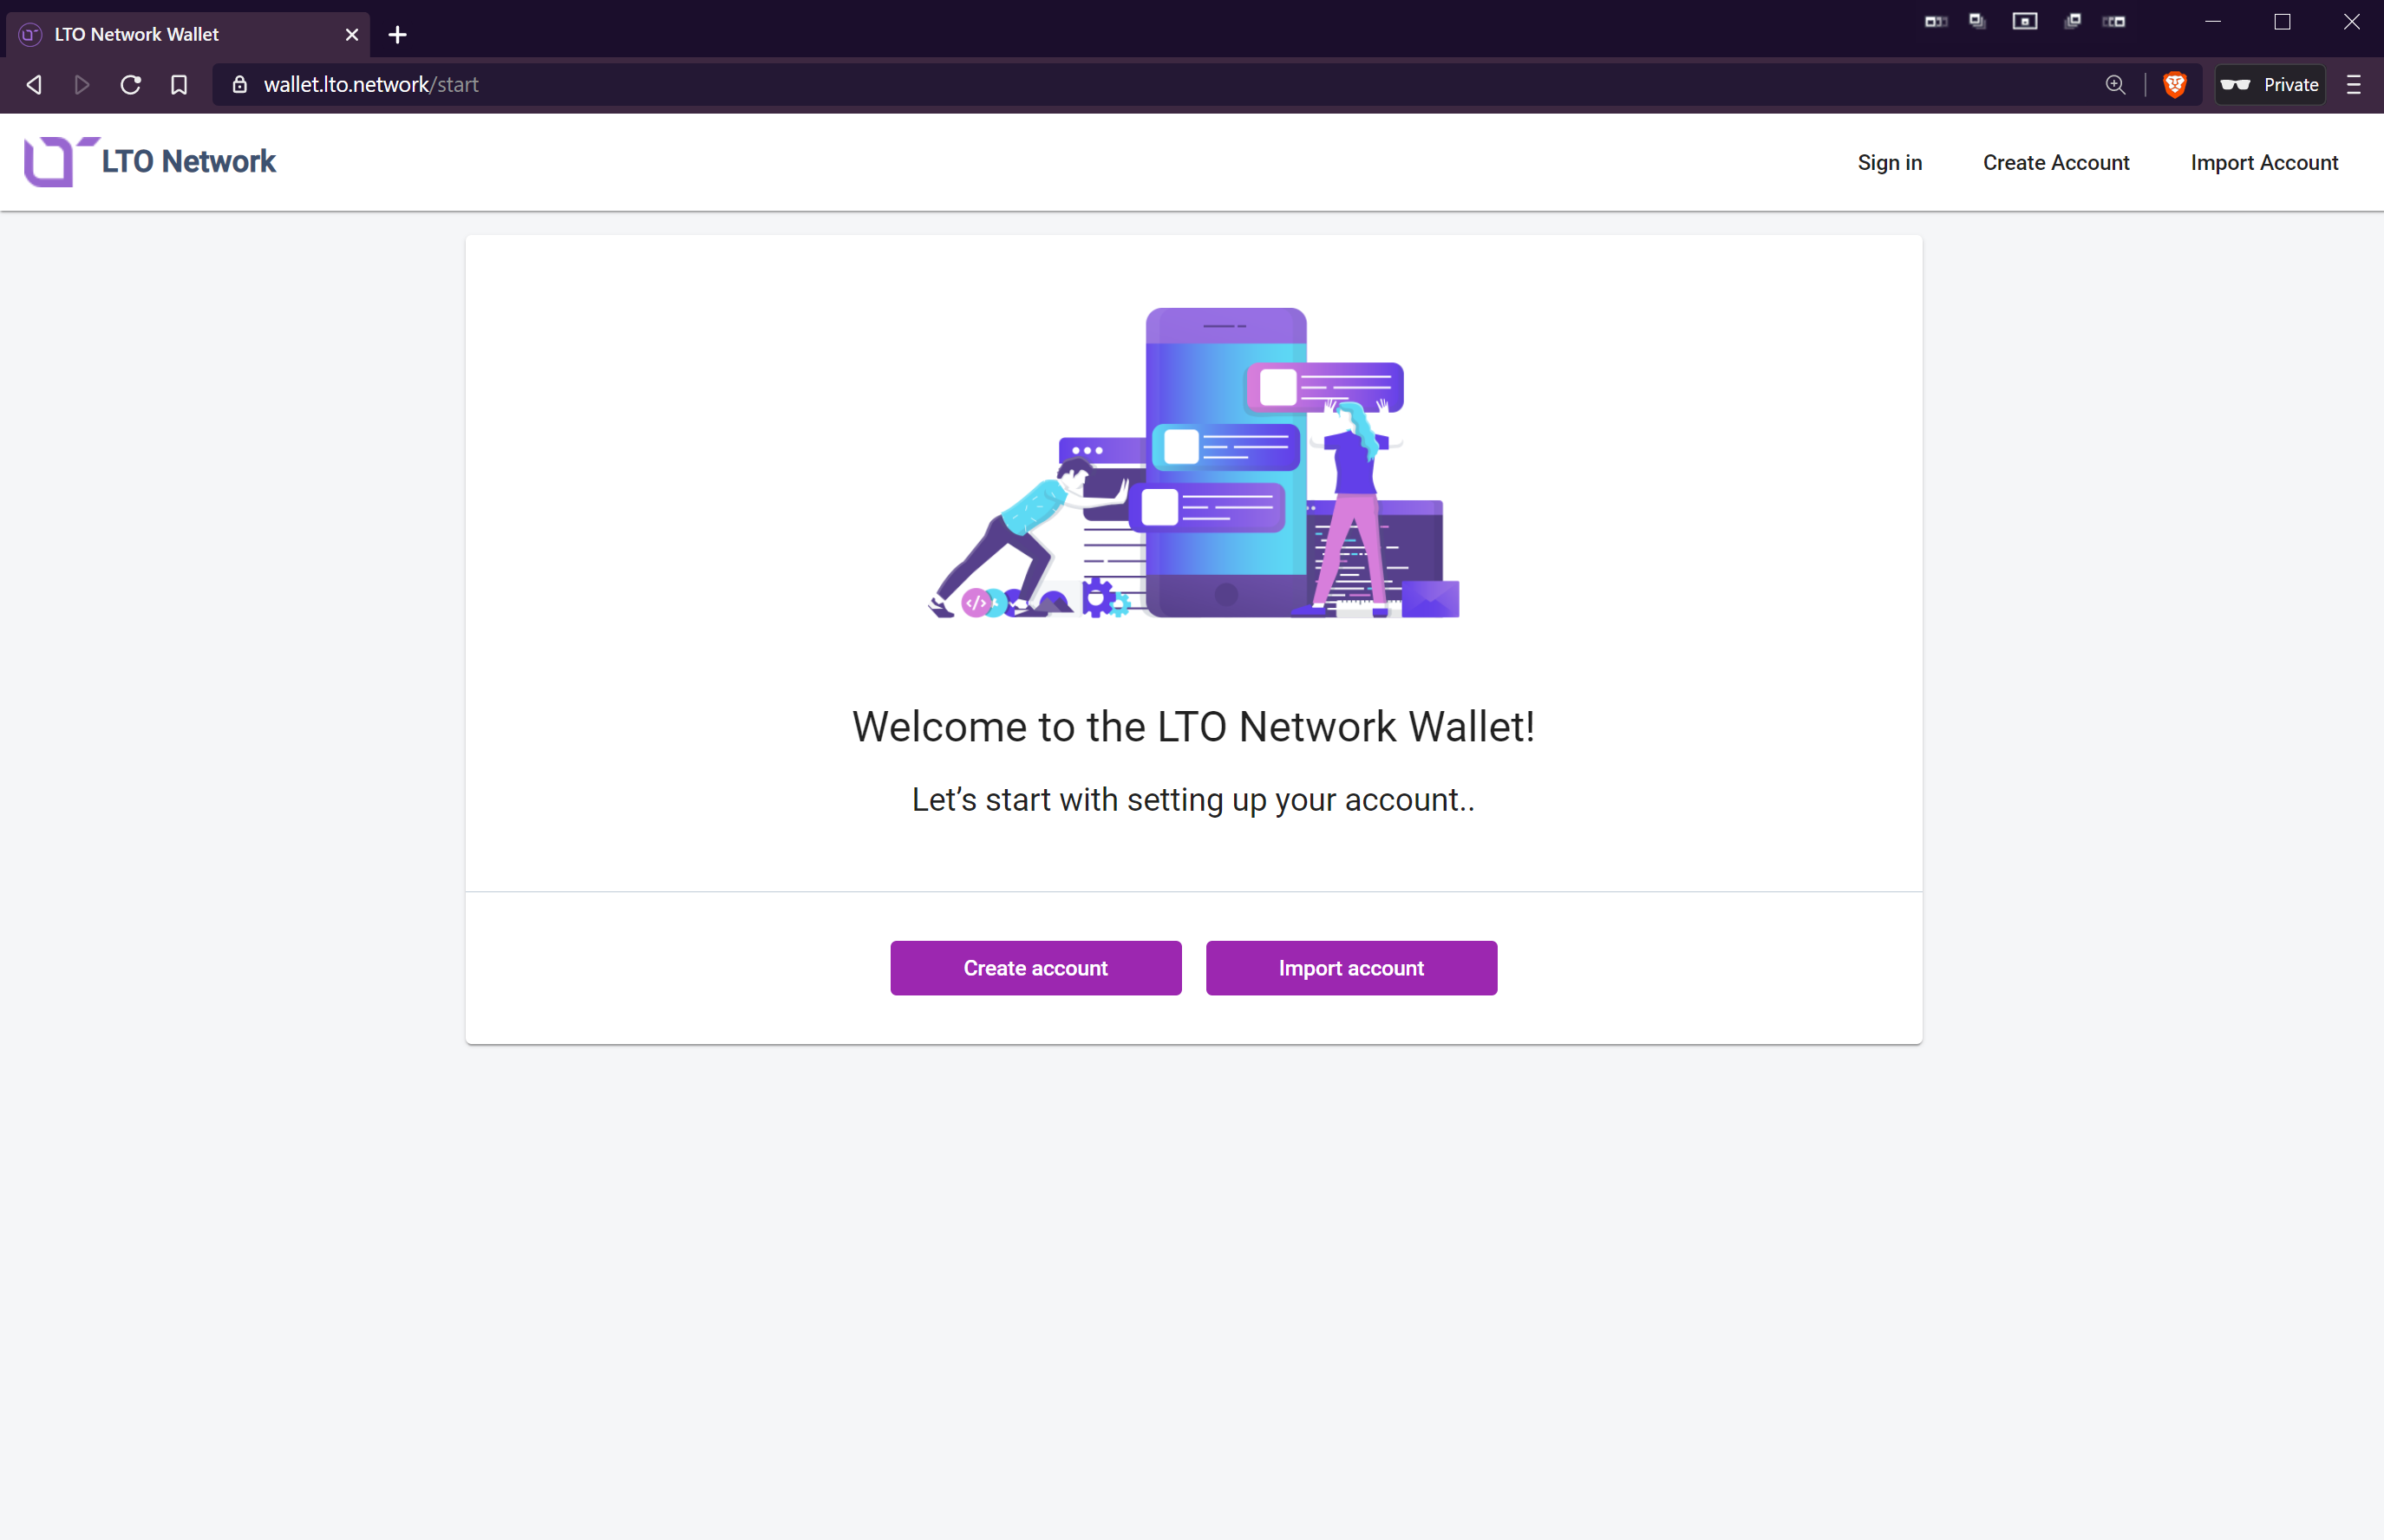 LTO Network Wallet
wallet.lto.network/start
Private
LTO Network
Sign in
Create Account
Import Account
</>
Welcome to the LTO Network Wallet!
Let’s start with setting up your account..
Create account
Import account